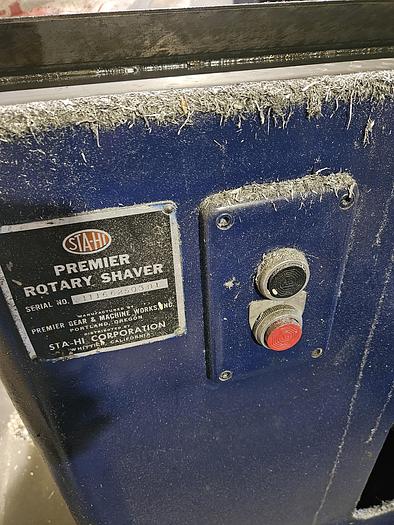 STA-HI
PREMIER
ROTARY SHAVER
SERIAL NO.
MANUFACTURED BY
PREMIER GEAR & MACHINE WORKS, INC.
PORTLAND, OREGON
DISTRIBUTED BY
STA-HI CORPORATION
WHITTIER, CALIFORNIA